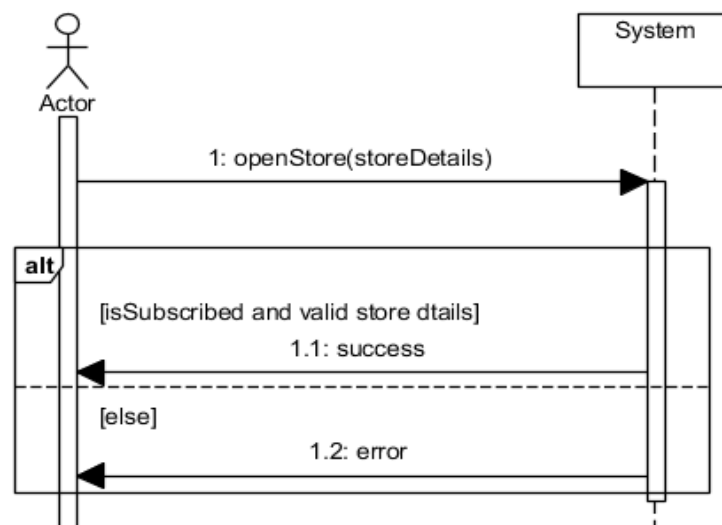 System
Actor
1: openStore(storeDetails)
alt
[isSubscribed and valid store dtails]
1.1: success
[else]
1.2: error